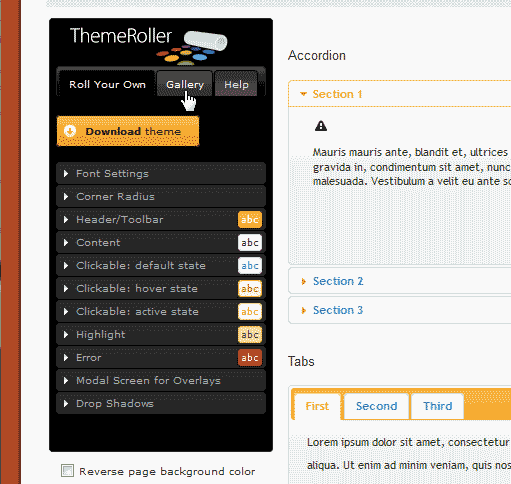 ThemeRoller
Roll Your Own Gallery Help
Download theme
Font Settings
Corner Radius
Header/Toolbar abc
Content abc
Clickable: default state abc
Clickable: hover state abc
Clickable: active state abc
Highlight abc
Error abc
Modal Screen for Overlays
Drop Shadows
Reverse page background color
Accordion
Section 1
Mauris mauris ante, blandit et, ultrices
gravida in, condimentum sit amet, nunc
malesuada. Vestibulum a velit eu ante sc
Section 2
Section 3
Tabs
First Second Third
Lorem ipsum dolor sit amet, consectetur
aliqua. Ut enim ad minim veniam, quis nos